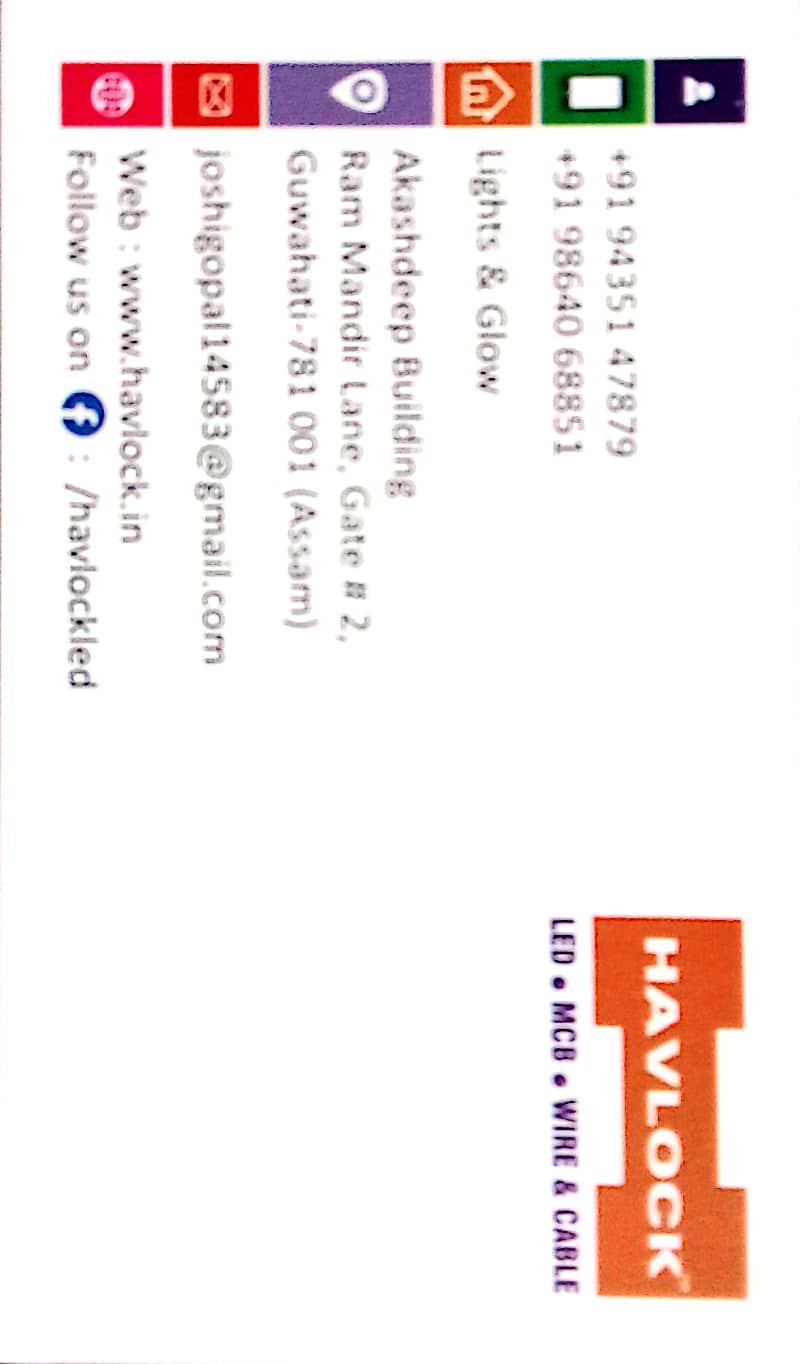 HAVLOCK™
LED • MCB • WIRE & CABLE
+91 94351 47879
+91 98640 68851
Lights & Glow
Akashdeep Building
Ram Mandir Lane, Gate # 2,
Guwahati-781 001 (Assam)
joshigopal14583@gmail.com
Web : www.havlock.in
Follow us on f : /havlockled